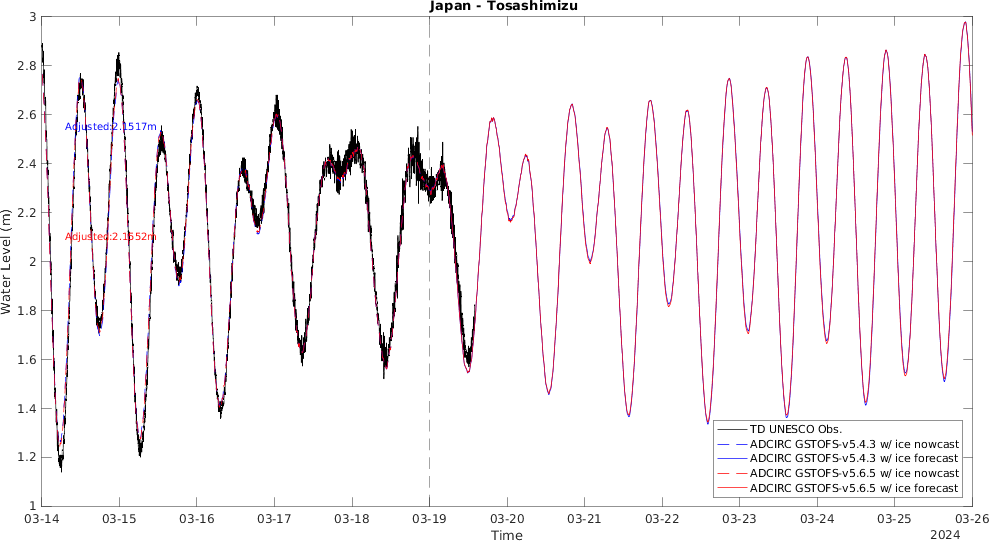 Japan - Tosashimizu
Water Level (m)
3
2.8
2.6
2.4
2.2
2
1.8
1.6
1.4
1.2
1
Adjusted:2.1517m
Adjusted:2.1652m
TD UNESCO Obs.
ADCIRC GSTOFS-v5.4.3 w/ ice nowcast
ADCIRC GSTOFS-v5.4.3 w/ ice forecast
ADCIRC GSTOFS-v5.6.5 w/ ice nowcast
ADCIRC GSTOFS-v5.6.5 w/ ice forecast
03-14 03-15 03-16 03-17 03-18 03-19 03-20 03-21 03-22 03-23 03-24 03-25 03-26
Time
2024